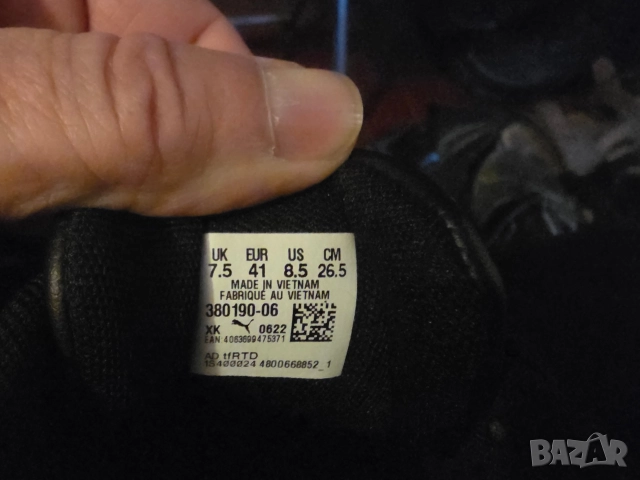 UK EUR US CM
7.5 41 8.5 26.5
MADE IN VIETNAM
FABRIQUÉ AU VIETNAM
380190-06
XK 0622
EAN 4063699475371
AD tfRTD
15400024 4800668852_1
BAZAR